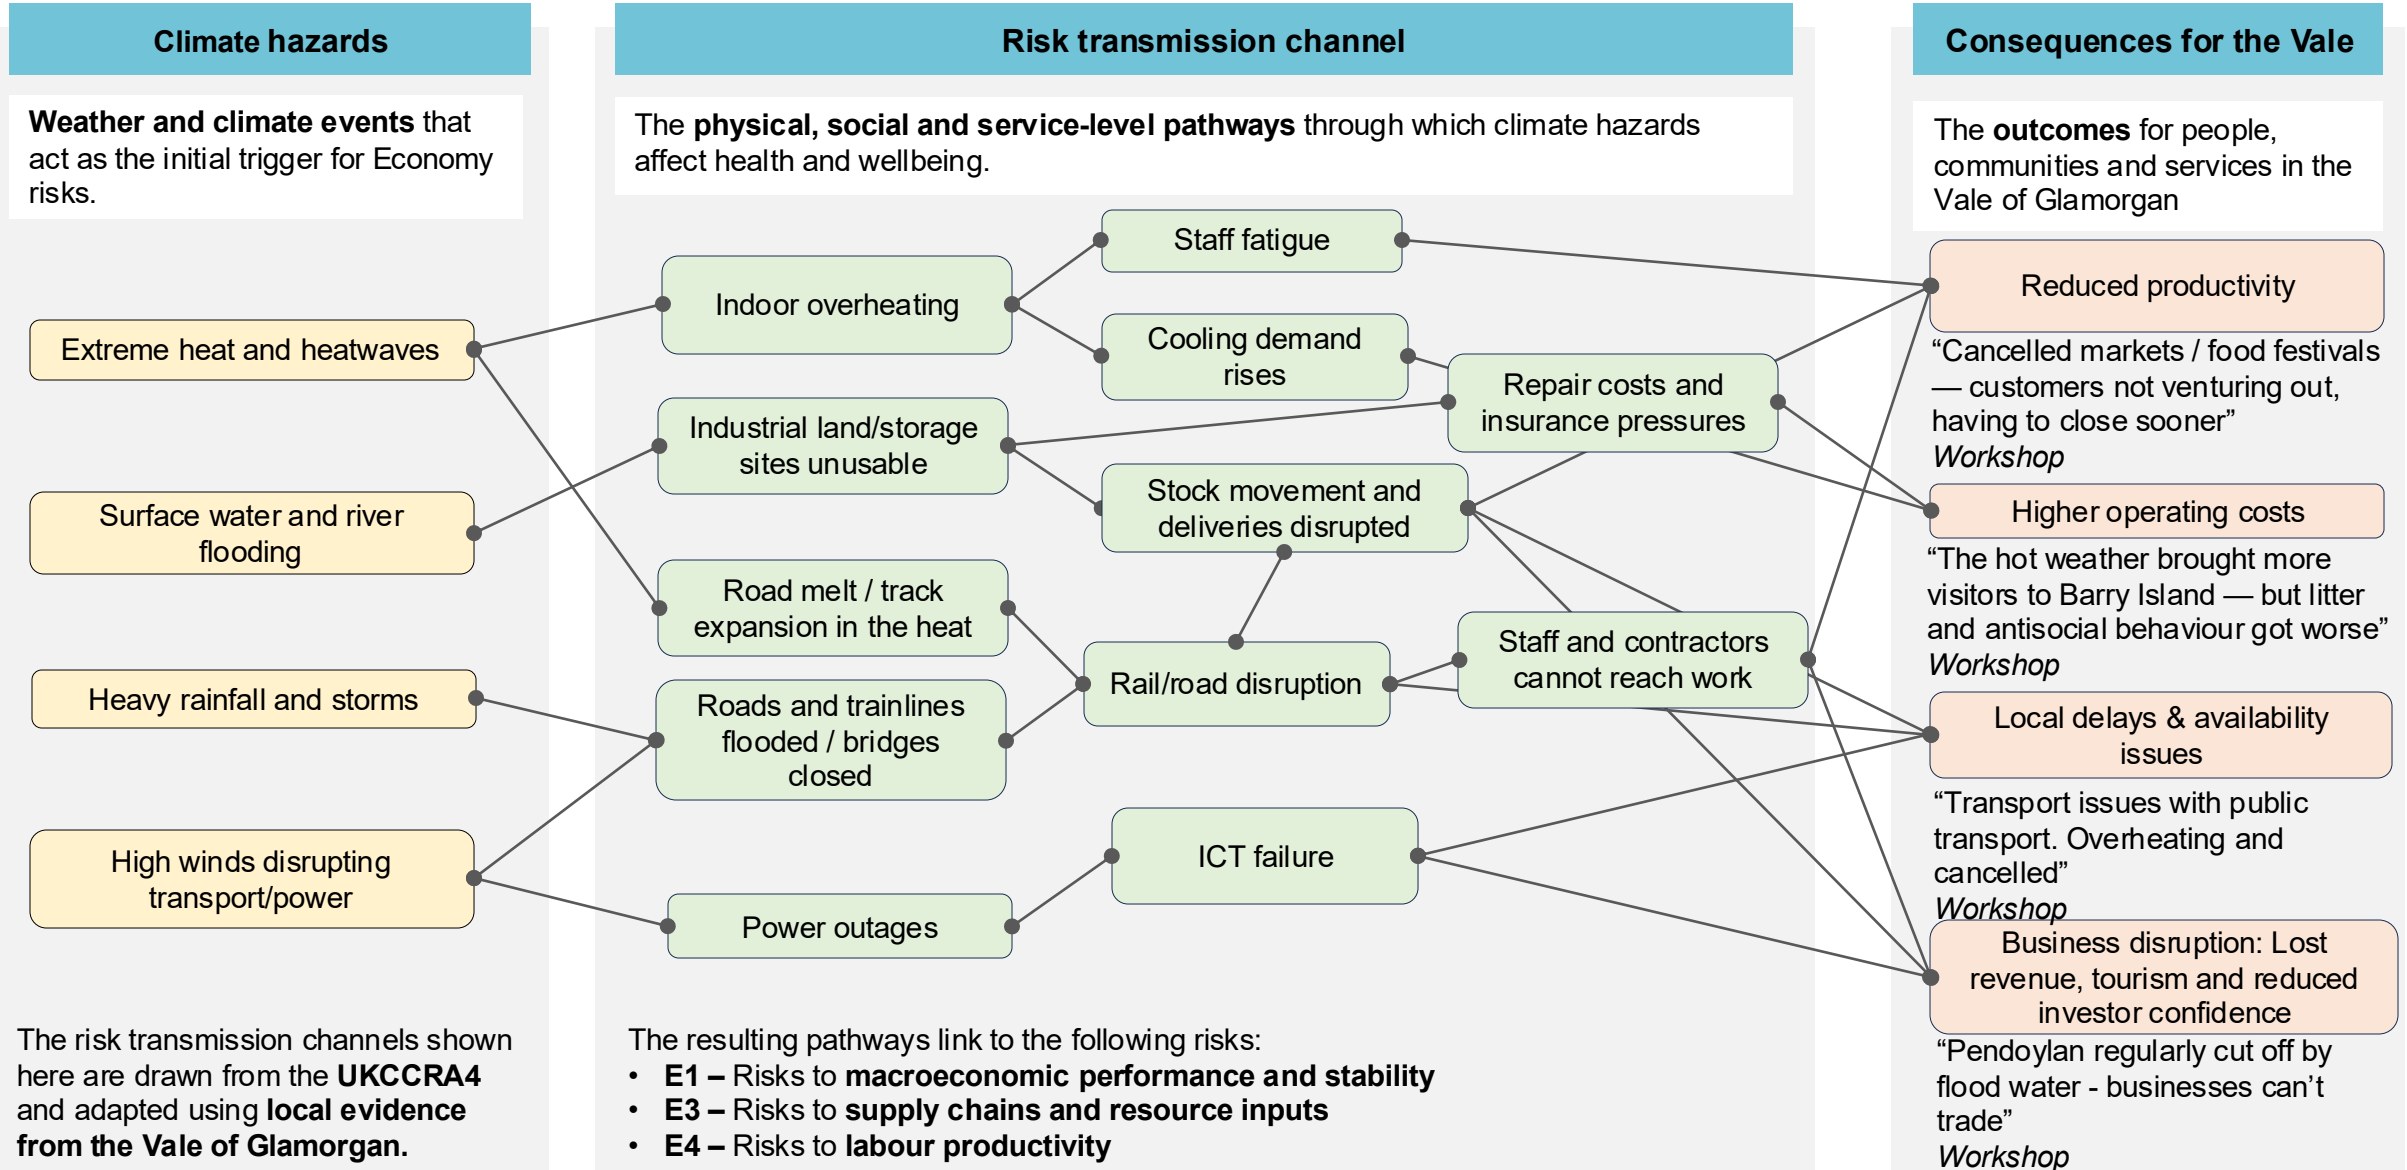 Climate hazards
Weather and climate events that
act as the initial trigger for Economy
risks.
Extreme heat and heatwaves
Surface water and river
flooding
Heavy rainfall and storms
High winds disrupting
transport/power
The risk transmission channels shown
here are drawn from the UKCCRA4
and adapted using local evidence
from the Vale of Glamorgan.
Risk transmission channel
The physical, social and service-level pathways through which climate hazards
affect health and wellbeing.
Indoor overheating
Industrial land/storage
sites unusable
Road melt / track
expansion in the heat
Roads and trainlines
flooded / bridges
closed
Power outages
Staff fatigue
Cooling demand
rises
Stock movement and
deliveries disrupted
Rail/road disruption
ICT failure
Repair costs and
insurance pressures
Staff and contractors
cannot reach work
The resulting pathways link to the following risks:
• E1 – Risks to macroeconomic performance and stability
• E3 – Risks to supply chains and resource inputs
• E4 – Risks to labour productivity
Consequences for the Vale
The outcomes for people,
communities and services in the
Vale of Glamorgan
Reduced productivity
“Cancelled markets / food festivals
— customers not venturing out,
having to close sooner”
Workshop
Higher operating costs
“The hot weather brought more
visitors to Barry Island — but litter
and antisocial behaviour got worse”
Workshop
Local delays & availability
issues
“Transport issues with public
transport. Overheating and
cancelled”
Workshop
Business disruption: Lost
revenue, tourism and reduced
investor confidence
“Pendoylan regularly cut off by
flood water - businesses can’t
trade”
Workshop